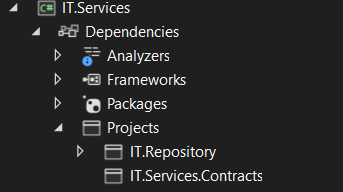 IT.Services
Dependencies
Analyzers
Frameworks
Packages
Projects
IT.Repository
IT.Services.Contracts